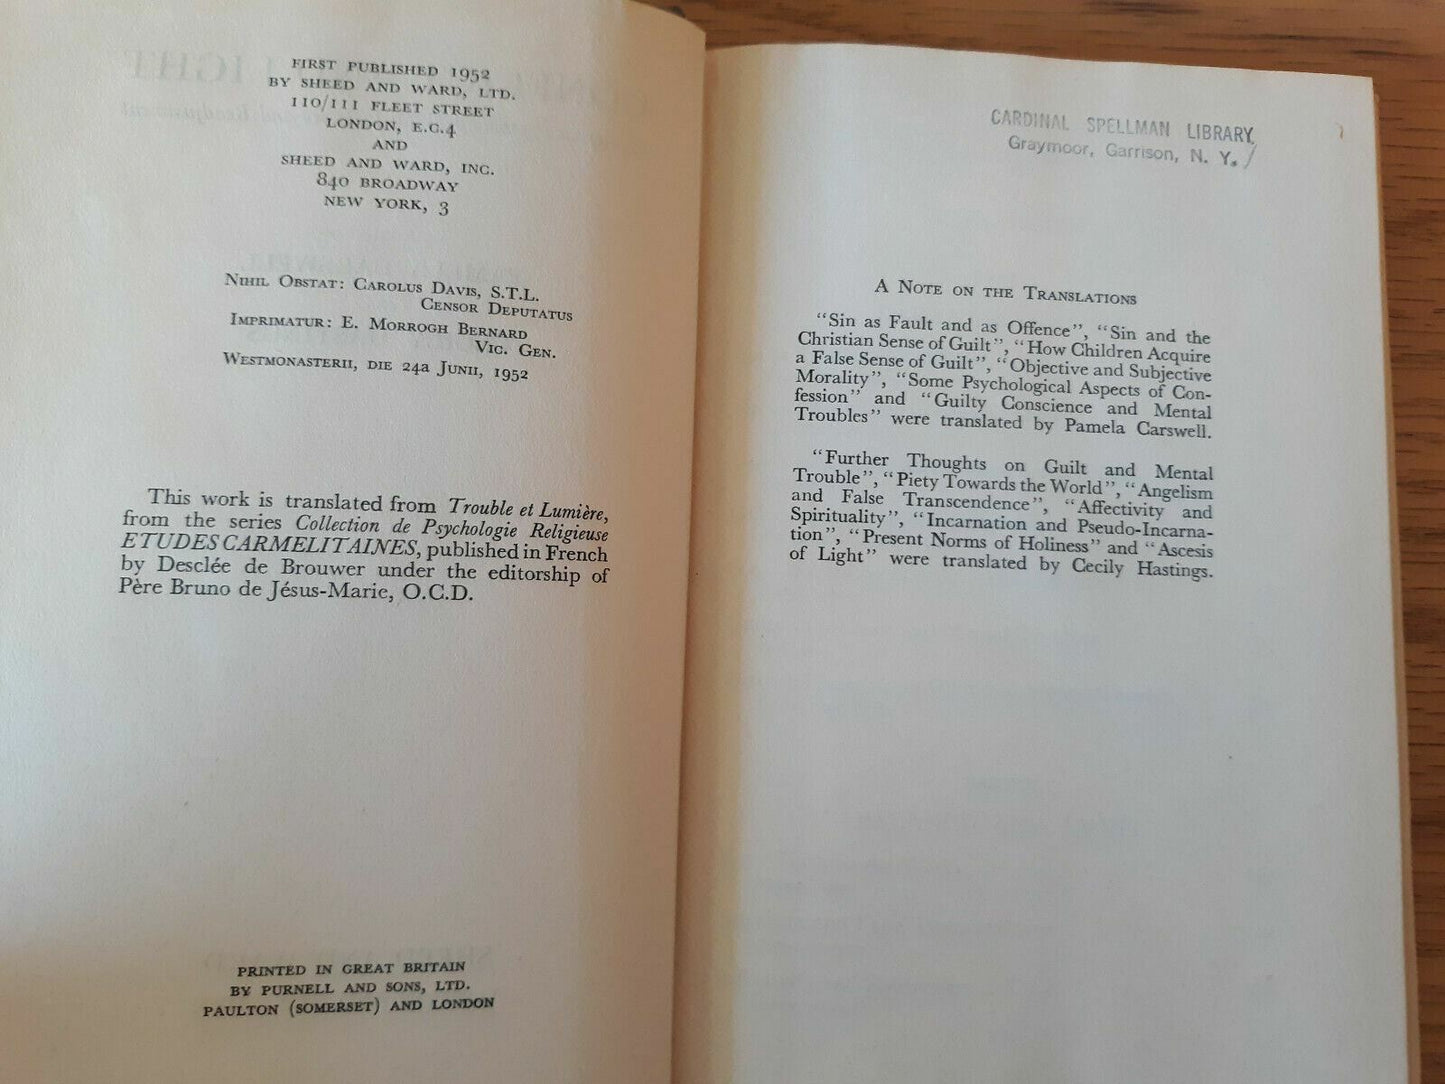 FIRST PUBLISHED 1952
BY SHEED AND WARD, LTD.
110/111 FLEET STREET
LONDON, E.C.4
AND
SHEED AND WARD, INC.
840 BROADWAY
NEW YORK, 3
NIHIL OBSTAT: CAROLUS DAVIS, S.T.L.
CENSOR DEPUTATUS
IMPRIMATUR: E. MORROGH BERNARD
VIC. GEN.
WESTMONASTERII, DIE 24a JUNII, 1952
This work is translated from Trouble et Lumière,
from the series Collection de Psychologie Religieuse
ETUDES CARMELITAINES, published in French
by Desclée de Brouwer under the editorship of
Père Bruno de Jésus-Marie, O.C.D.
PRINTED IN GREAT BRITAIN
BY PURNELL AND SONS, LTD.
PAULTON (SOMERSET) AND LONDON
CARDINAL SPELLMAN LIBRARY
Graymoor, Garrison, N. Y.
A NOTE ON THE TRANSLATIONS
"Sin as Fault and as Offence", "Sin and the
Christian Sense of Guilt", "How Children Acquire
a False Sense of Guilt", "Objective and Subjective
Morality", "Some Psychological Aspects of Con-
fession" and "Guilty Conscience and Mental
Troubles" were translated by Pamela Carswell.
"Further Thoughts on Guilt and Mental
Trouble", "Piety Towards the World", "Angelism
and False Transcendence", "Affectivity and
Spirituality", "Incarnation and Pseudo-Incarna-
tion", "Present Norms of Holiness" and "Ascesis
of Light" were translated by Cecily Hastings.